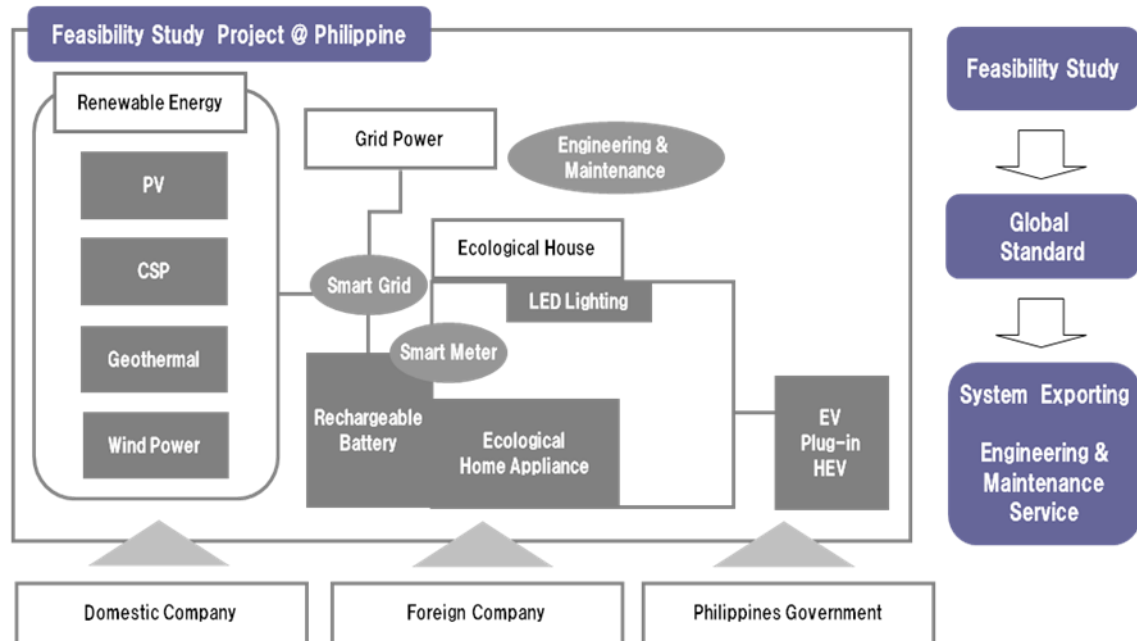 Feasibility Study Project @ Philippine
Renewable Energy
PV
CSP
Geothermal
Wind Power
Grid Power
Engineering &
Maintenance
Smart Grid
Ecological House
LED Lighting
Smart Meter
Rechargeable
Battery
Ecological
Home Appliance
EV
Plug-in
HEV
Domestic Company
Foreign Company
Philippines Government
Feasibility Study
Global
Standard
System Exporting
Engineering &
Maintenance
Service